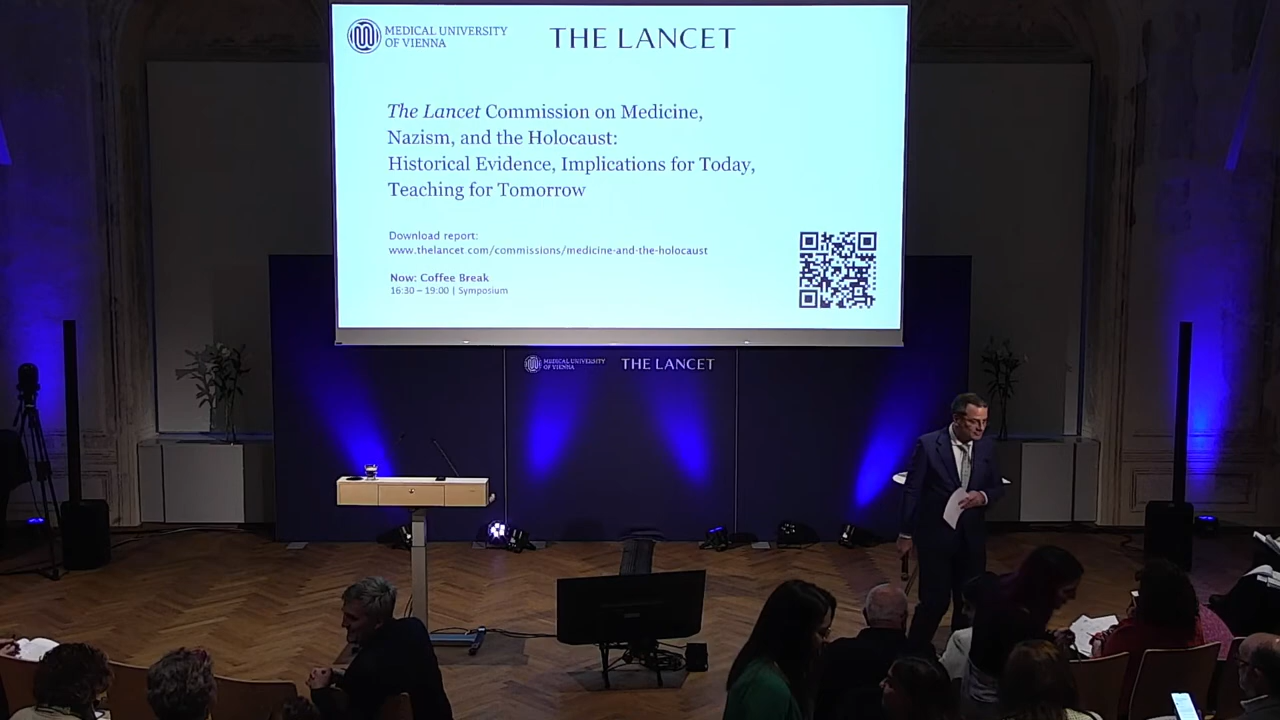 MEDICAL UNIVERSITY
OF VIENNA
THE LANCET
The Lancet Commission on Medicine,
Nazism, and the Holocaust:
Historical Evidence, Implications for Today,
Teaching for Tomorrow
Download report:
www.thelancet.com/commissions/medicine-and-the-holocaust
Now: Coffee Break
16:30 – 19:00 | Symposium
MEDICAL UNIVERSITY
OF VIENNA
THE LANCET